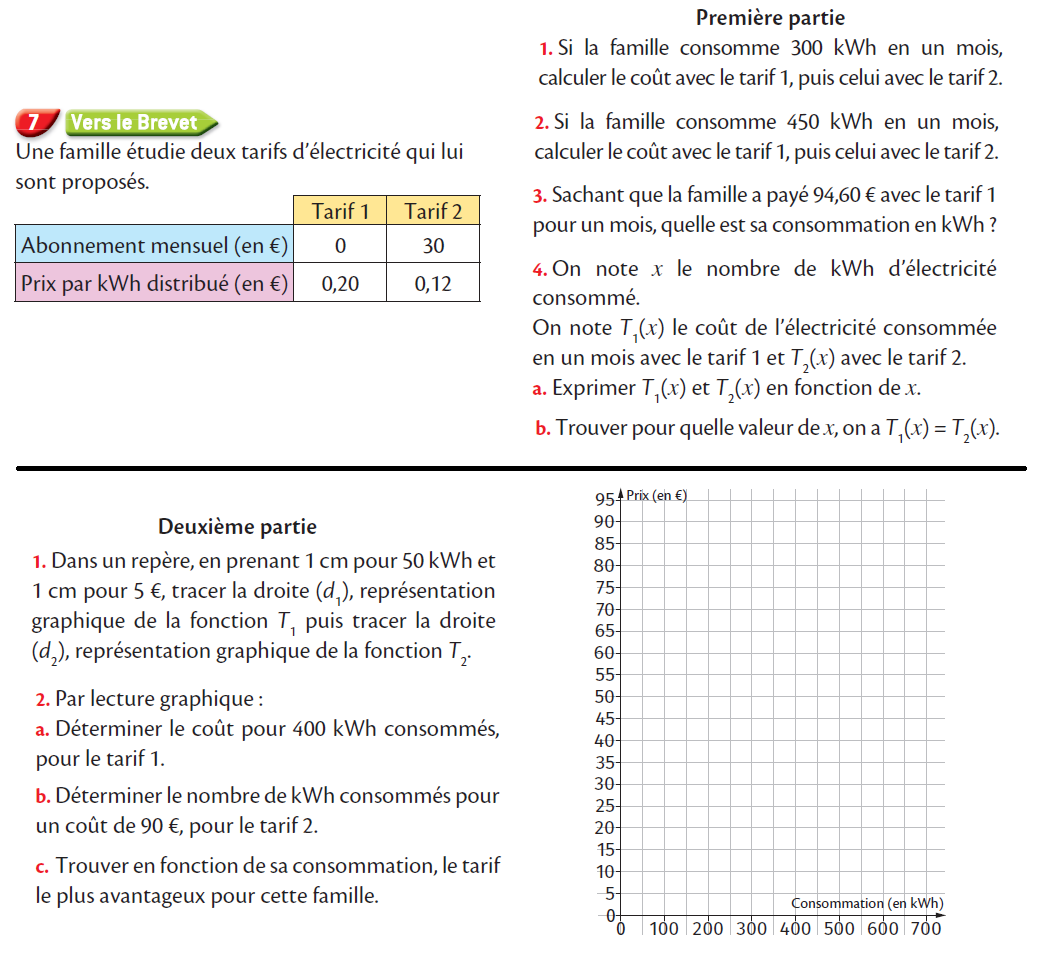 7 Vers le Brevet
Une famille étudie deux tarifs d'électricité qui lui
sont proposés.
Tarif 1 Tarif 2
Abonnement mensuel (en €) 0 30
Prix par kWh distribué (en €) 0,20 0,12
Première partie
1. Si la famille consomme 300 kWh en un mois,
calculer le coût avec le tarif 1, puis celui avec le tarif 2.
2. Si la famille consomme 450 kWh en un mois,
calculer le coût avec le tarif 1, puis celui avec le tarif 2.
3. Sachant que la famille a payé 94,60 € avec le tarif 1
pour un mois, quelle est sa consommation en kWh ?
4. On note x le nombre de kWh d'électricité
consommé.
On note T₁(x) le coût de l'électricité consommée
en un mois avec le tarif 1 et T₂(x) avec le tarif 2.
a. Exprimer T₁(x) et T₂(x) en fonction de x.
b. Trouver pour quelle valeur de x, on a T₁(x) = T₂(x).
Deuxième partie
1. Dans un repère, en prenant 1 cm pour 50 kWh et
1 cm pour 5 €, tracer la droite (d₁), représentation
graphique de la fonction T₁ puis tracer la droite
(d₂), représentation graphique de la fonction T₂.
2. Par lecture graphique :
a. Déterminer le coût pour 400 kWh consommés,
pour le tarif 1.
b. Déterminer le nombre de kWh consommés pour
un coût de 90 €, pour le tarif 2.
c. Trouver en fonction de sa consommation, le tarif
le plus avantageux pour cette famille.
Prix (en €)
95
90
85
80
75
70
65
60
55
50
45
40
35
30
25
20
15
10
5
0
Consommation (en kWh)
0 100 200 300 400 500 600 700